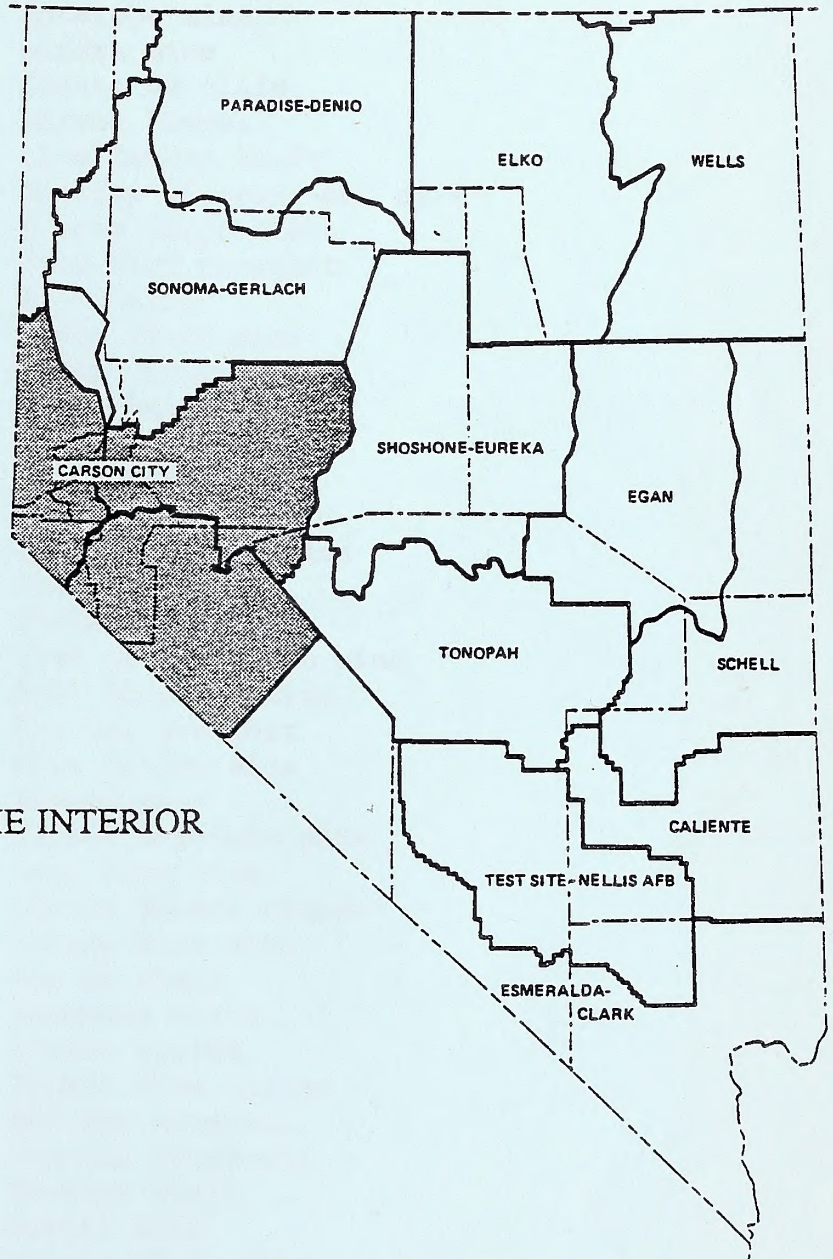 PARADISE-DENIO
ELKO
WELLS
SONOMA-GERLACH
SHOSHONE-EUREKA
CARSON CITY
EGAN
TONOPAH
SCHELL
HE INTERIOR
CALIENTE
TEST SITE-NELLIS AFB
ESMERALDA-
CLARK